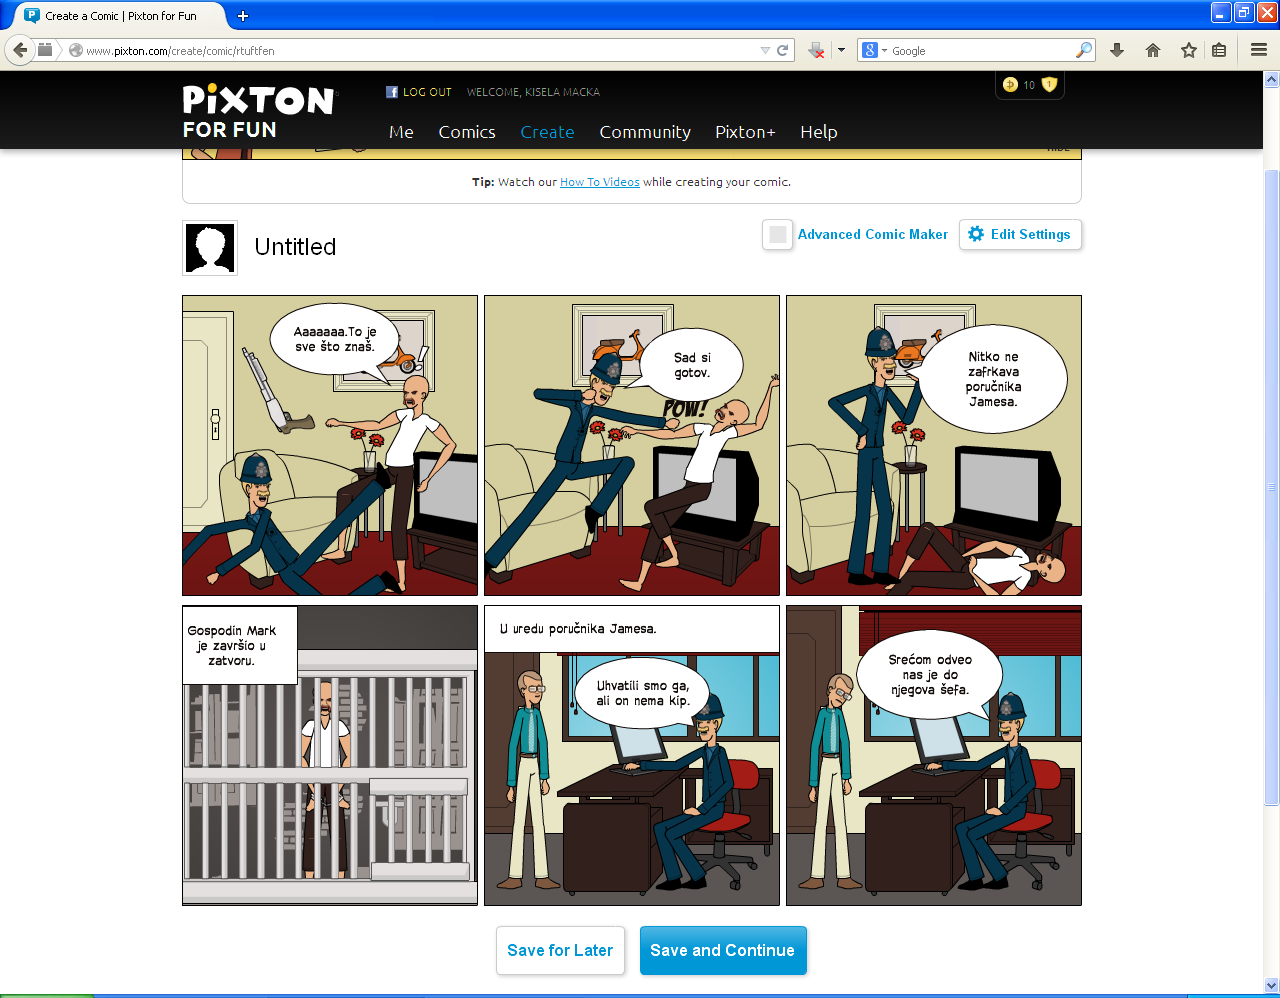 Create a Comic | Pixton for Fun
www.pixton.com/create/comic/rtuftfen
Google
PiXTON
FOR FUN
LOG OUT
WELCOME, KISELA MACKA
10
1
Me
Comics
Create
Community
Pixton+
Help
HIDE
Tip: Watch our How To Videos while creating your comic.
Untitled
Advanced Comic Maker
Edit Settings
Aaaaaaa.To je
sve što znaš.
!
Sad si
gotov.
POW!
Nitko ne
zafrkava
poručnika
Jamesa.
Gospodin Mark
je završio u
zatvoru.
U uredu poručnika Jamesa.
Uhvatili smo ga,
ali on nema kip.
Srećom odveo
nas je do
njegova šefa.
Save for Later
Save and Continue